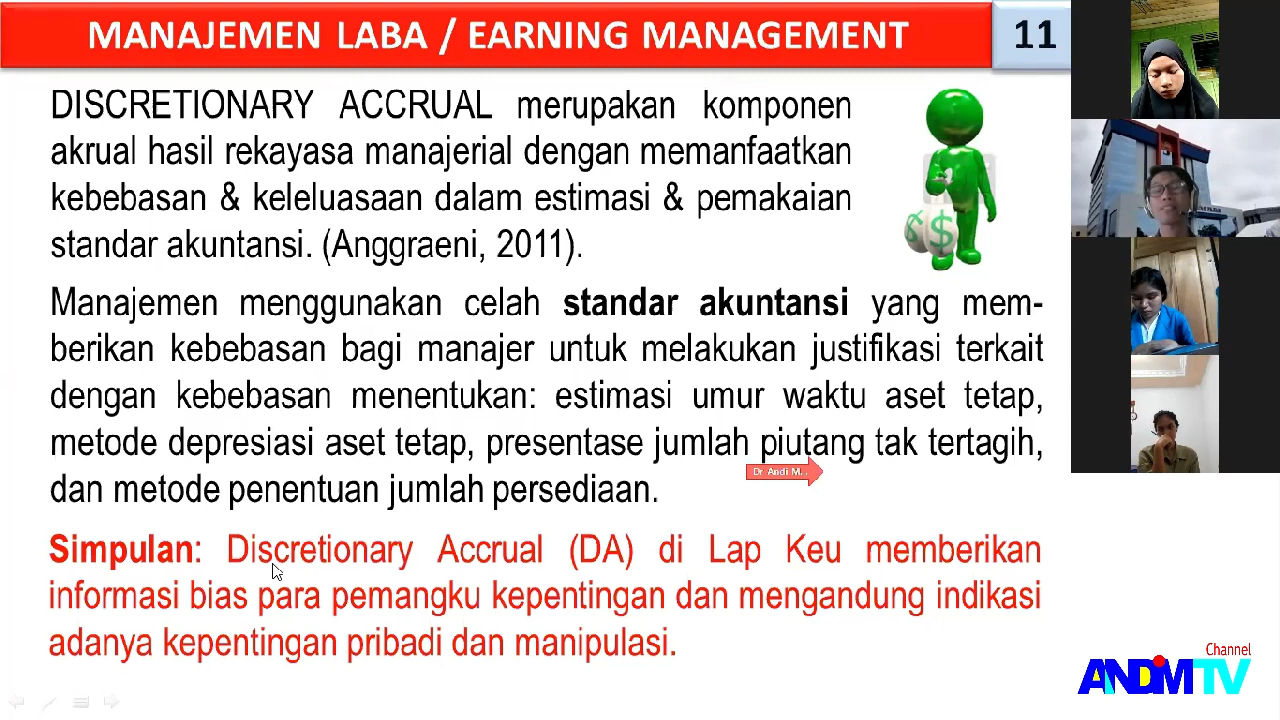 MANAJEMEN LABA / EARNING MANAGEMENT
11
DISCRETIONARY ACCRUAL merupakan komponen
akrual hasil rekayasa manajerial dengan memanfaatkan
kebebasan & keleluasaan dalam estimasi & pemakaian
standar akuntansi. (Anggraeni, 2011).
$
Manajemen menggunakan celah standar akuntansi yang mem-
berikan kebebasan bagi manajer untuk melakukan justifikasi terkait
dengan kebebasan menentukan: estimasi umur waktu aset tetap,
metode depresiasi aset tetap, presentase jumlah piutang tak tertagih,
Dr Andi M..
dan metode penentuan jumlah persediaan.
Simpulan: Discretionary Accrual (DA) di Lap Keu memberikan
informasi bias para pemangku kepentingan dan mengandung indikasi
adanya kepentingan pribadi dan manipulasi.
Channel
ANDiMTV